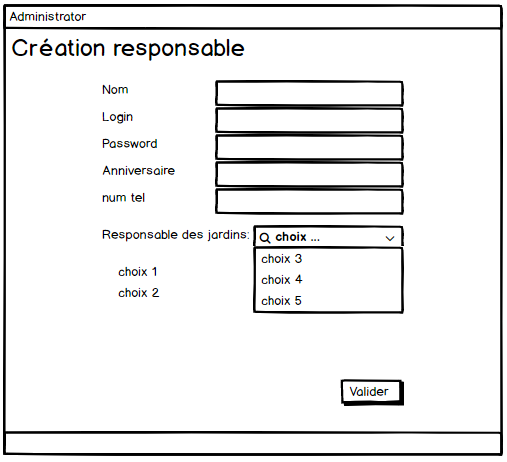 Administrator
Création responsable
Nom
Login
Password
Anniversaire
num tel
Responsable des jardins: choix ...
choix 3
choix 1
choix 4
choix 2
choix 5
Valider